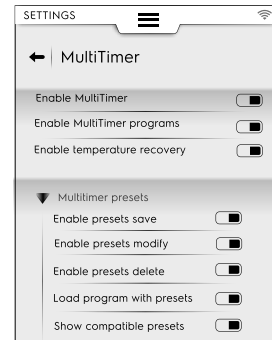 SETTINGS
MultiTimer
Enable MultiTimer
Enable MultiTimer programs
Enable temperature recovery
Multitimer presets
Enable presets save
Enable presets modify
Enable presets delete
Load program with presets
Show compatible presets